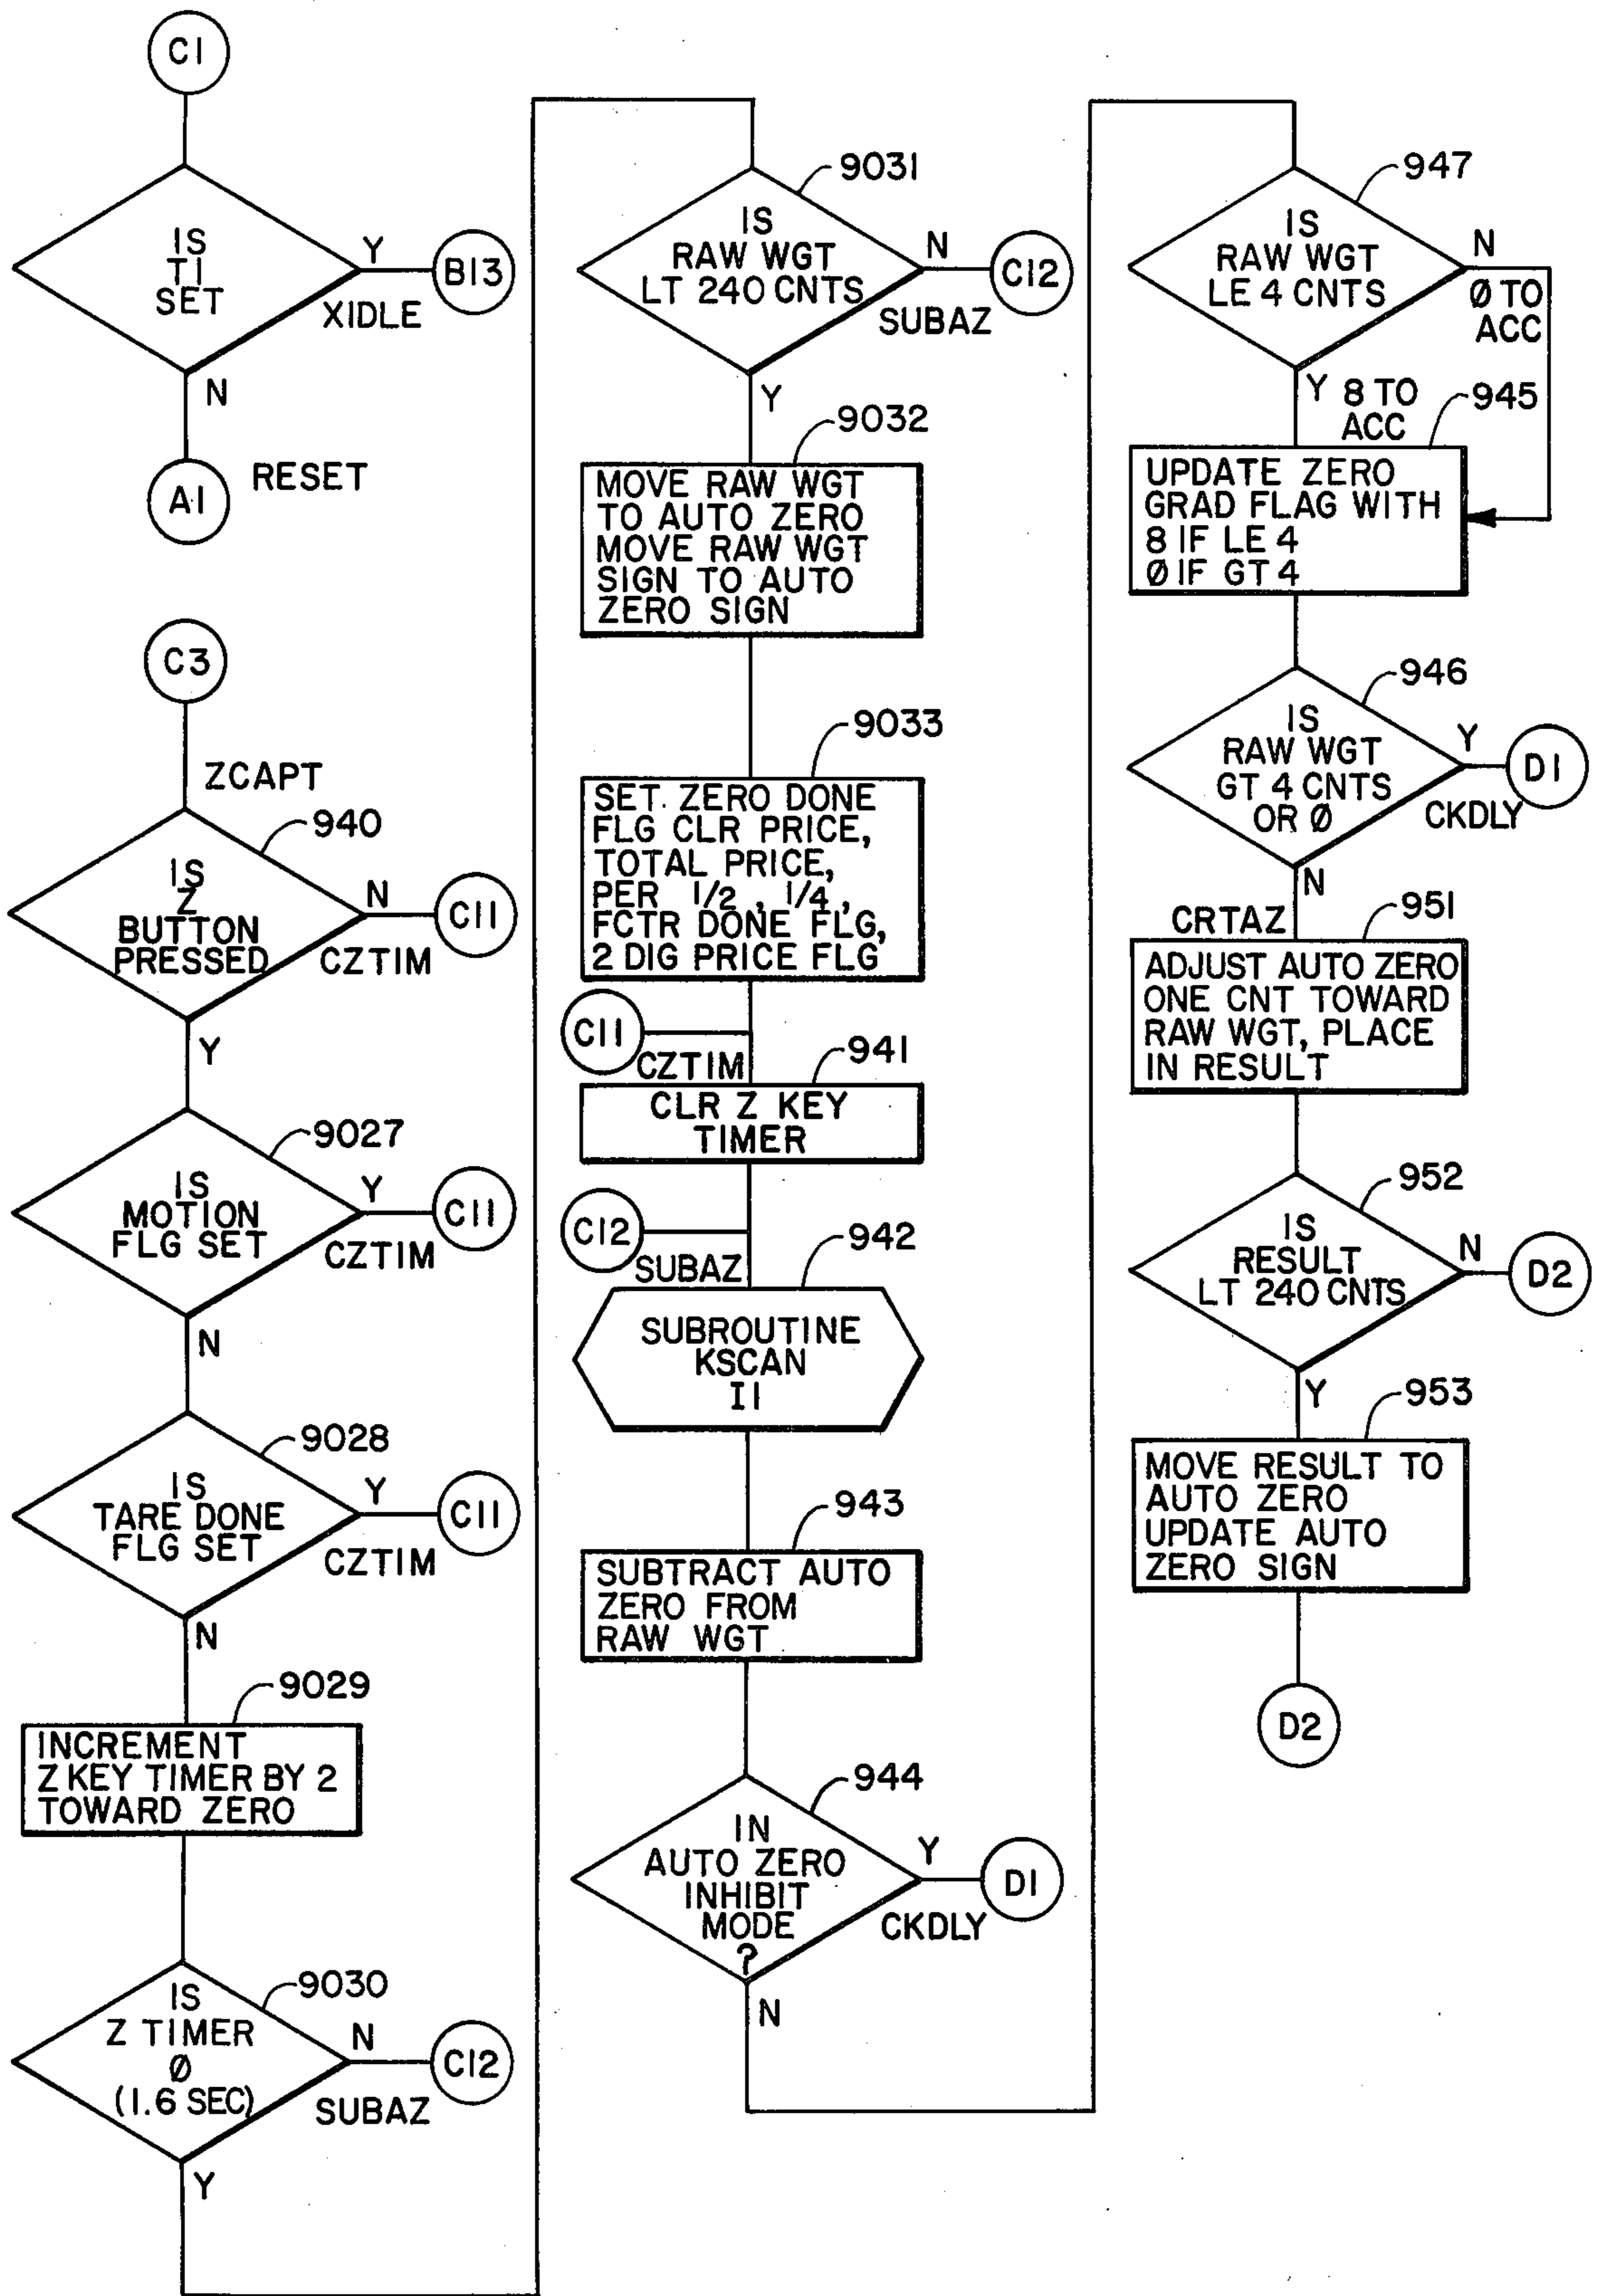 C1
IS
T1
SET
Y
B13
XIDLE
N
A1
RESET
C3
ZCAPT
940
IS
Z
BUTTON
PRESSED
N
C11
CZTIM
Y
9027
IS
MOTION
FLG SET
Y
C11
CZTIM
N
9028
IS
TARE DONE
FLG SET
Y
C11
CZTIM
N
9029
INCREMENT
Z KEY TIMER BY 2
TOWARD ZERO
9030
IS
Z TIMER
Ø
(1.6 SEC)
N
C12
SUBAZ
Y
9031
IS
RAW WGT
LT 240 CNTS
N
C12
SUBAZ
Y
9032
MOVE RAW WGT
TO AUTO ZERO
MOVE RAW WGT
SIGN TO AUTO
ZERO SIGN
9033
SET. ZERO DONE
FLG CLR PRICE,
TOTAL PRICE,
PER 1/2 , 1/4 ,
FCTR DONE FLG,
2 DIG PRICE FLG
C11
CZTIM
941
CLR Z KEY
TIMER
C12
SUBAZ
942
SUBROUTINE
KSCAN
I1
943
SUBTRACT AUTO
ZERO FROM
RAW WGT
944
IN
AUTO ZERO
INHIBIT
MODE
?
Y
D1
CKDLY
N
947
IS
RAW WGT
LE 4 CNTS
N
Ø TO
ACC
Y
8 TO
ACC
945
UPDATE ZERO
GRAD FLAG WITH
8 IF LE 4
Ø IF GT 4
946
IS
RAW WGT
GT 4 CNTS
OR Ø
Y
D1
CKDLY
N
CRTAZ
951
ADJUST AUTO ZERO
ONE CNT TOWARD
RAW WGT, PLACE
IN RESULT
952
IS
RESULT
LT 240 CNTS
N
D2
Y
953
MOVE RESULT TO
AUTO ZERO
UPDATE AUTO
ZERO SIGN
D2